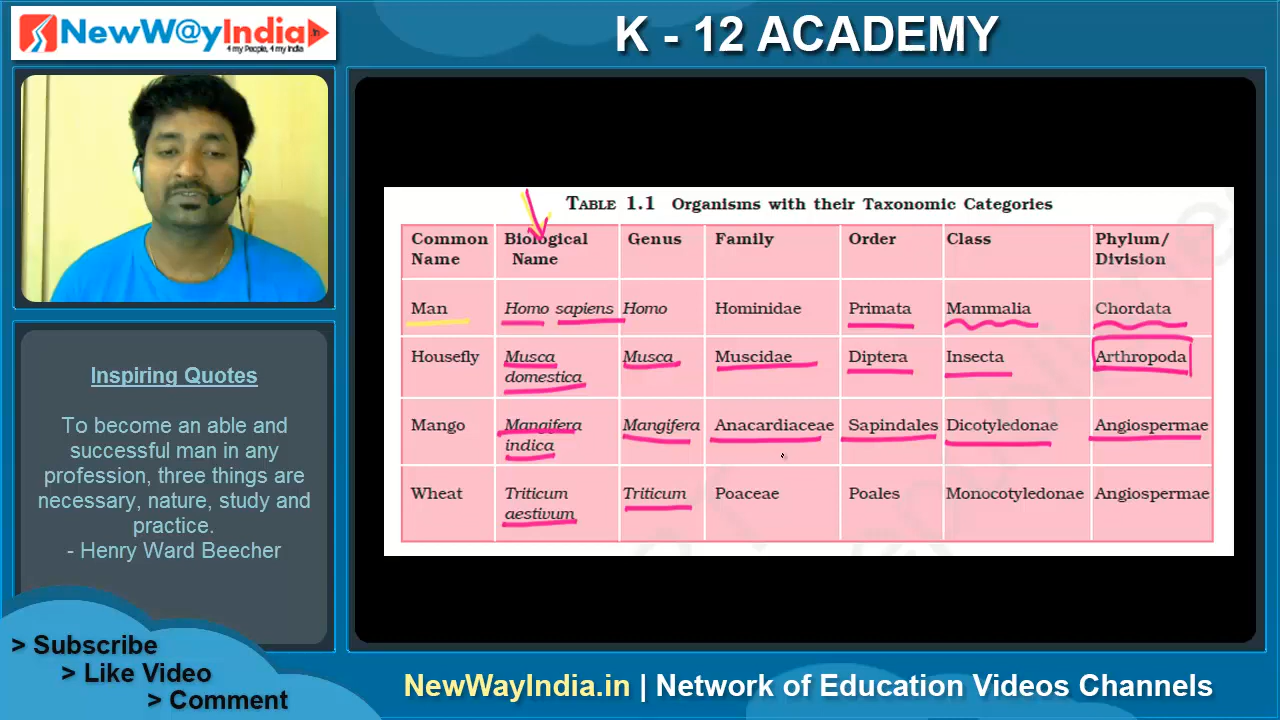 NewW@yIndia.in
4 my People, 4 my India
K - 12 ACADEMY
TABLE 1.1 Organisms with their Taxonomic Categories
Common Name Biological Name Genus Family Order Class Phylum/ Division
Man Homo sapiens Homo Hominidae Primata Mammalia Chordata
Housefly Musca domestica Musca Muscidae Diptera Insecta Arthropoda
Mango Mangifera indica Mangifera Anacardiaceae Sapindales Dicotyledonae Angiospermae
Wheat Triticum aestivum Triticum Poaceae Poales Monocotyledonae Angiospermae
Inspiring Quotes
To become an able and
successful man in any
profession, three things are
necessary, nature, study and
practice.
- Henry Ward Beecher
> Subscribe
> Like Video
> Comment
NewWayIndia.in | Network of Education Videos Channels